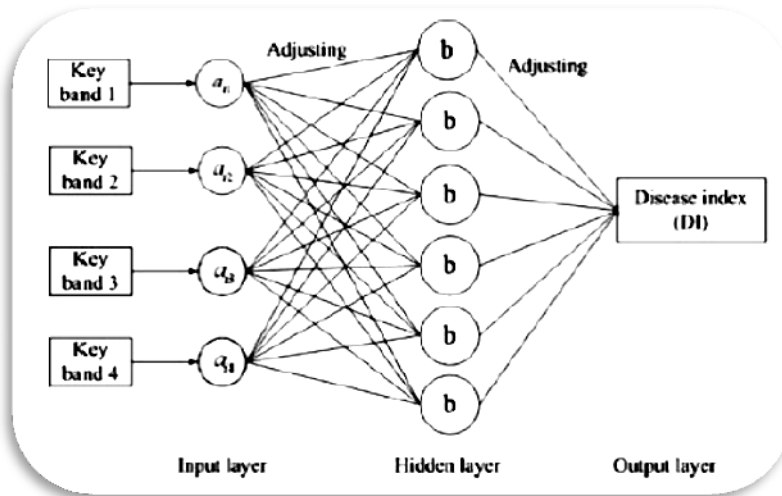 Adjusting
Adjusting
Key
band 1
Key
band 2
Key
band 3
Key
band 4
b
b
b
b
b
b
Disease index
(DI)
Input layer
Hidden layer
Output layer